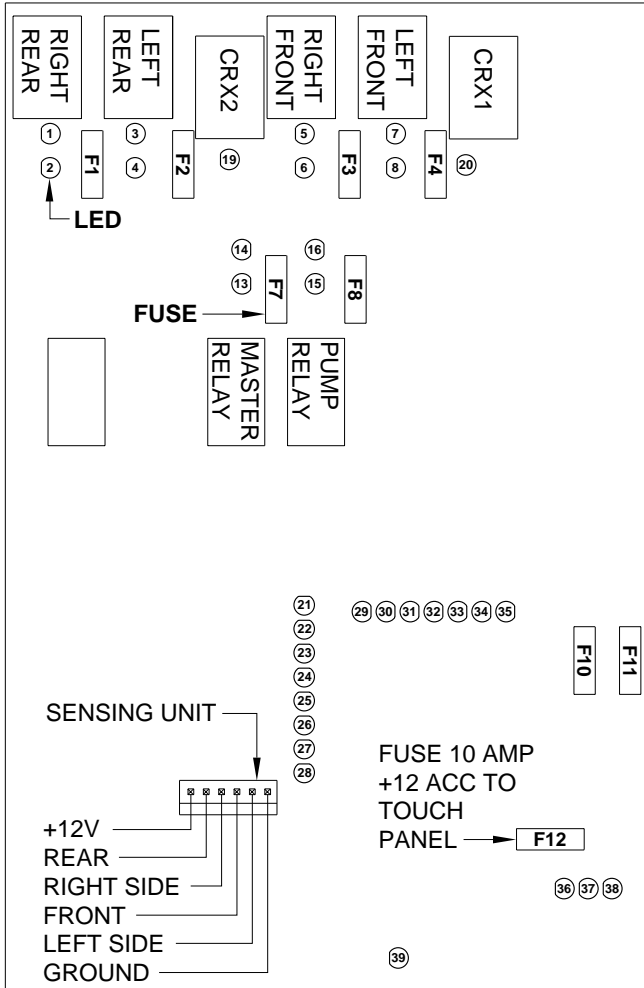 RIGHT
REAR
LEFT
REAR
CRX2
RIGHT
FRONT
LEFT
FRONT
CRX1
1
3
5
7
2
F1
4
F2
19
6
F3
8
F4
20
LED
14
16
13
F7
15
F8
FUSE
MASTER
RELAY
PUMP
RELAY
21
29 30 31 32 33 34 35
22
23
24
25
26
27
28
F10
F11
SENSING UNIT
FUSE 10 AMP
+12 ACC TO
TOUCH
PANEL
F12
+12V
REAR
RIGHT SIDE
FRONT
LEFT SIDE
GROUND
36 37 38
39